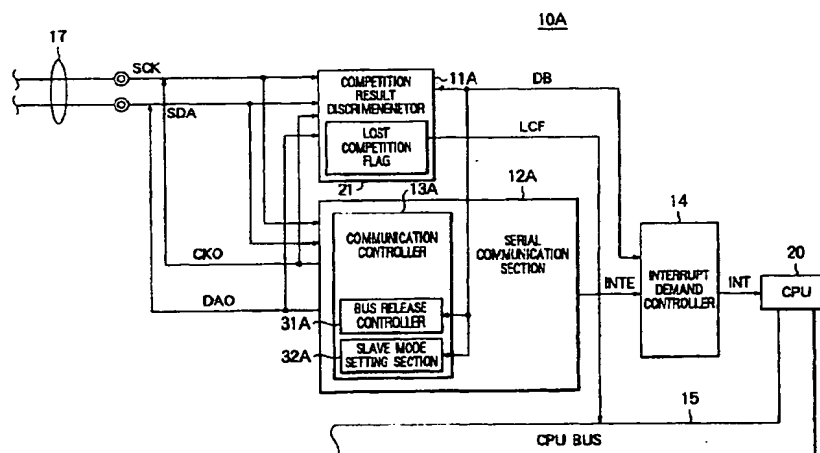 10A
17
SCK
SDA
COMPETITION
RESULT
DISCRIMENENETOR
11A
DB
LOST
COMPETITION
FLAG
LCF
21
13A
12A
14
COMMUNICATION
CONTROLLER
SERIAL
COMMUNICATION
SECTION
CKO
DAO
INTE
INTERRUPT
DEMAND
CONTROLLER
INT
20
CPU
31A
BUS RELEASE
CONTROLLER
32A
SLAVE MODE
SETTING SECTION
15
CPU BUS